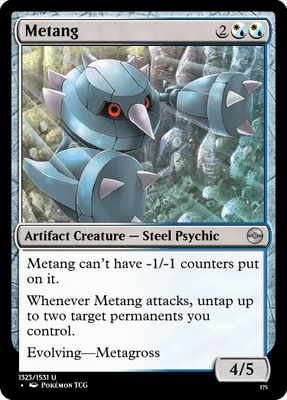 Metang 2
Artifact Creature — Steel Psychic
Metang can't have -1/-1 counters put
on it.
Whenever Metang attacks, untap up
to two target permanents you
control.
Evolving—Metagross
4/5
1323/1531 U
• Pokémon TCG
375